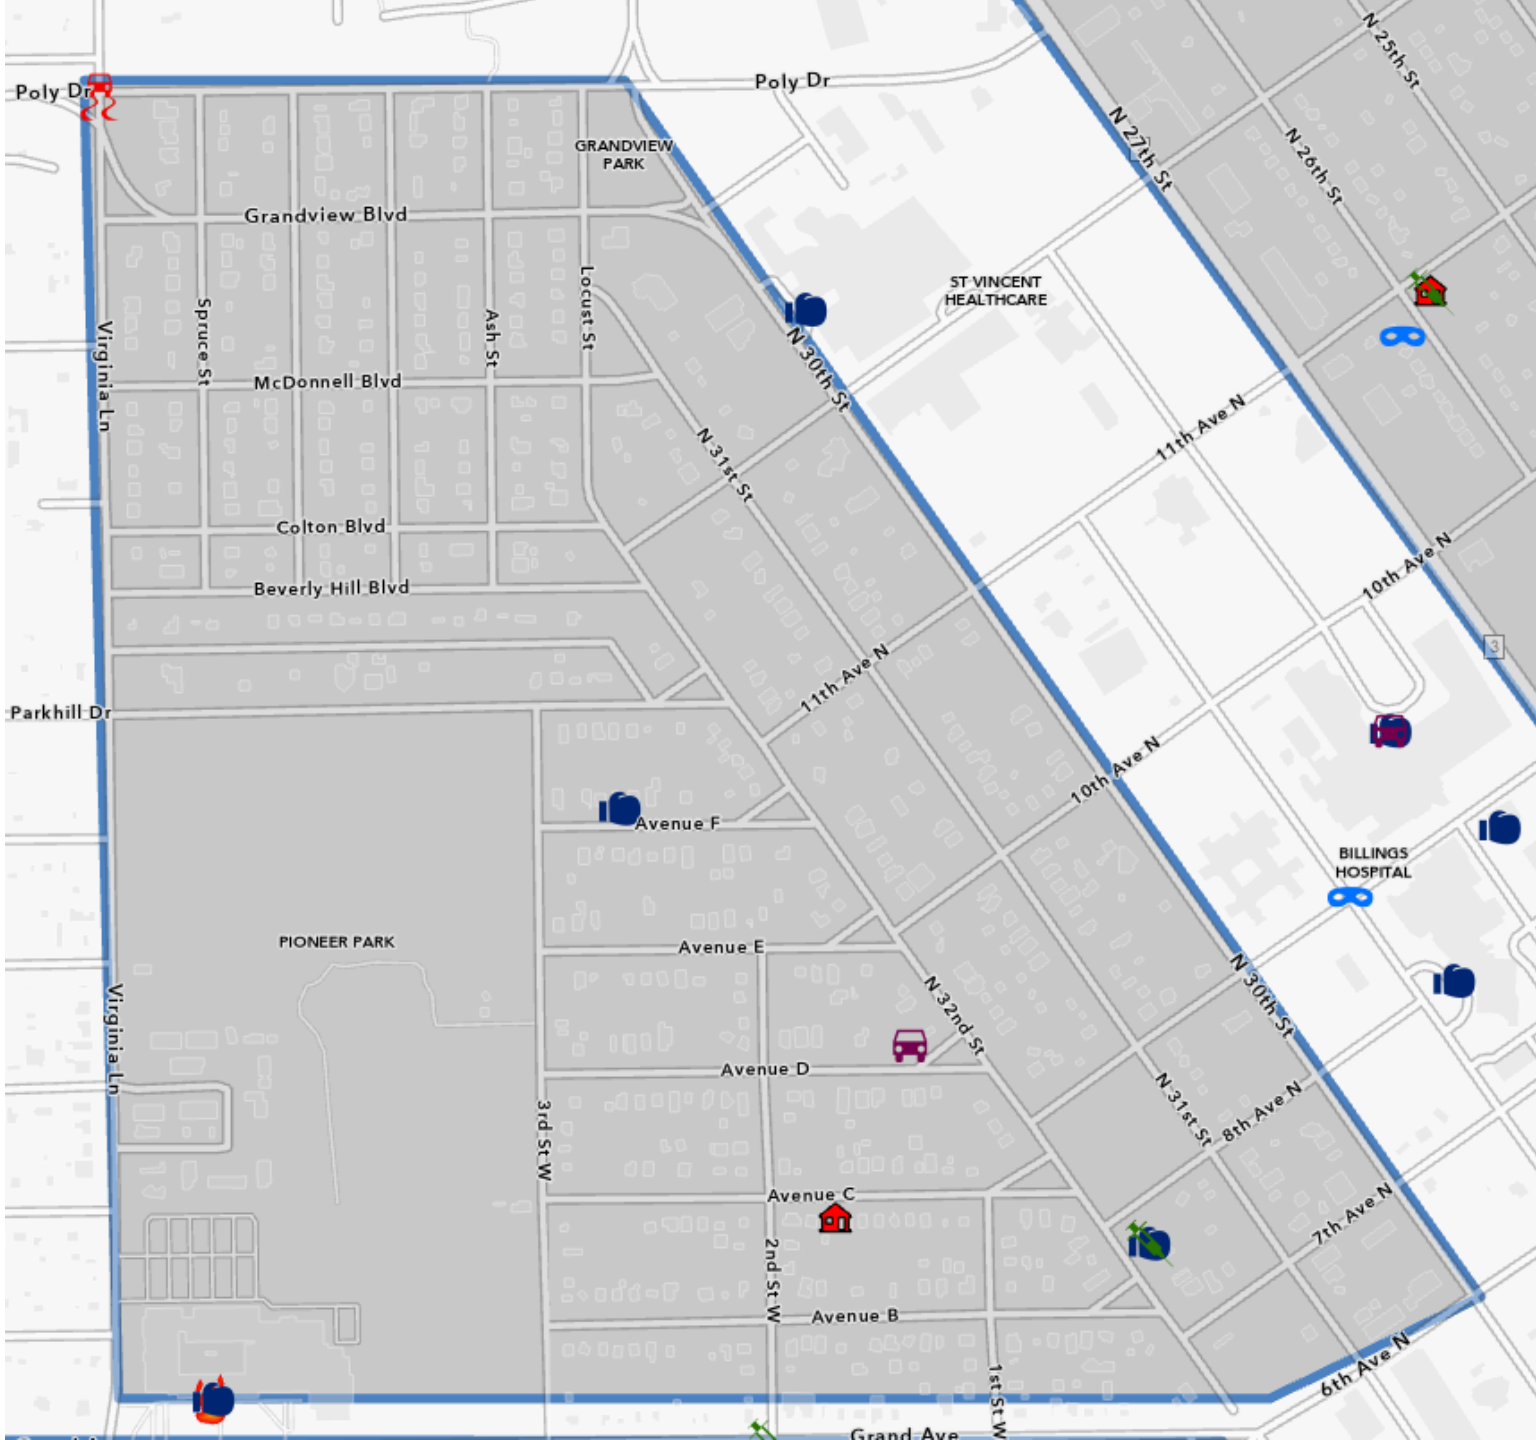 N 25th St
Poly Dr
Poly Dr
N 27th St
N 26th St
GRANDVIEW
PARK
Grandview Blvd
Locust St
ST VINCENT
HEALTHCARE
Spruce St
Ash St
Virginia Ln
N 30th St
McDonnell Blvd
11th Ave N
N 31st St
Colton Blvd
10th Ave N
Beverly Hill Blvd
3
11th Ave N
Parkhill Dr
10th Ave N
Avenue F
BILLINGS
HOSPITAL
PIONEER PARK
Avenue E
N 30th St
N 32nd St
Virginia Ln
Avenue D
N 31st St
8th Ave N
3rd St W
Avenue C
7th Ave N
2nd St W
Avenue B
6th Ave N
1st St W
Grand Ave